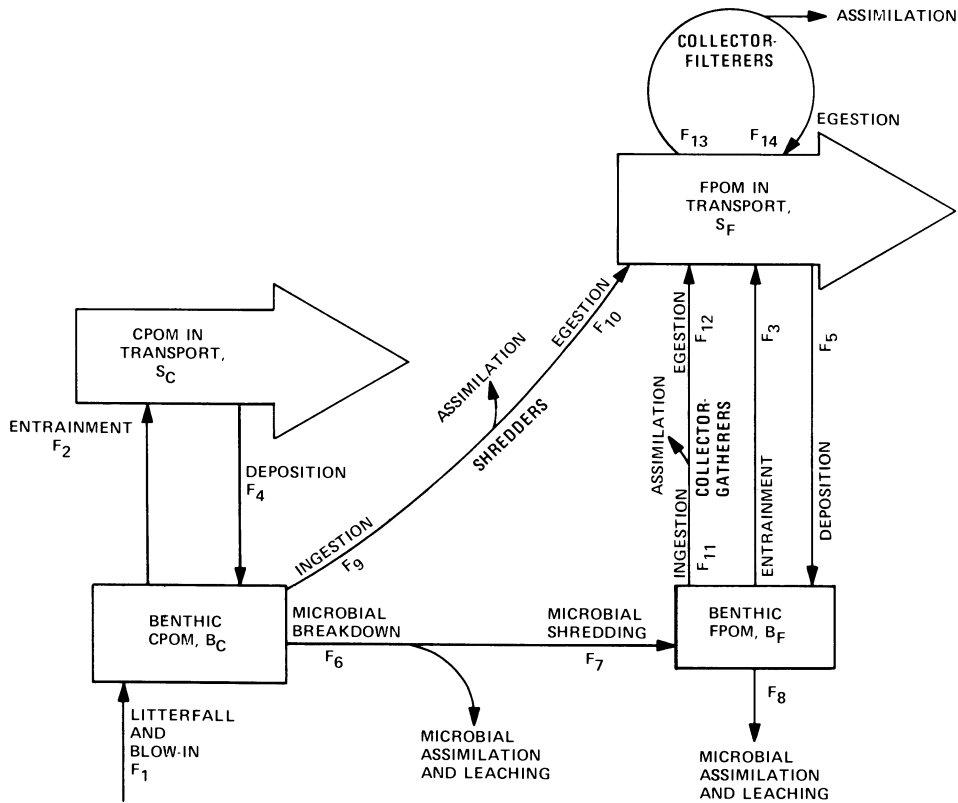 ASSIMILATION
COLLECTOR-
FILTERERS
EGESTION
F13
F14
FPOM IN
TRANSPORT,
SF
CPOM IN
TRANSPORT,
SC
ENTRAINMENT
F2
DEPOSITION
F4
ASSIMILATION
EGESTION
F10
SHREDDERS
INGESTION
F9
EGESTION
F12
ASSIMILATION
COLLECTOR-
GATHERERS
INGESTION
F11
F3
ENTRAINMENT
F5
DEPOSITION
BENTHIC
CPOM, BC
MICROBIAL
BREAKDOWN
F6
MICROBIAL
SHREDDING
F7
BENTHIC
FPOM, BF
F8
LITTERFALL
AND
BLOW-IN
F1
MICROBIAL
ASSIMILATION
AND LEACHING
MICROBIAL
ASSIMILATION
AND LEACHING